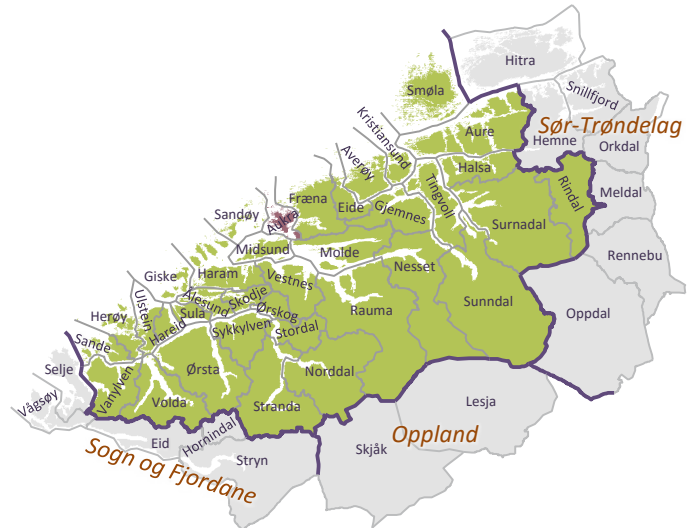 Hitra
Smøla
Snillfjord
Kristiansund
Aure
Sør-Trøndelag
Hemne
Orkdal
Averøy
Halsa
Rindal
Meldal
Fræna
Tingvoll
Eide
Gjemnes
Sandøy
Aukra
Surnadal
Midsund
Molde
Rennebu
Giske
Haram
Vestnes
Nesset
Ulstein
Ålesund
Skodje
Sunndal
Oppdal
Herøy
Sula
Ørskog
Rauma
Hareid
Sykkylven
Stordal
Sande
Selje
Ørsta
Norddal
Vanylven
Vågsøy
Volda
Stranda
Lesja
Eid
Hornindal
Oppland
Skjåk
Sogn og Fjordane
Stryn